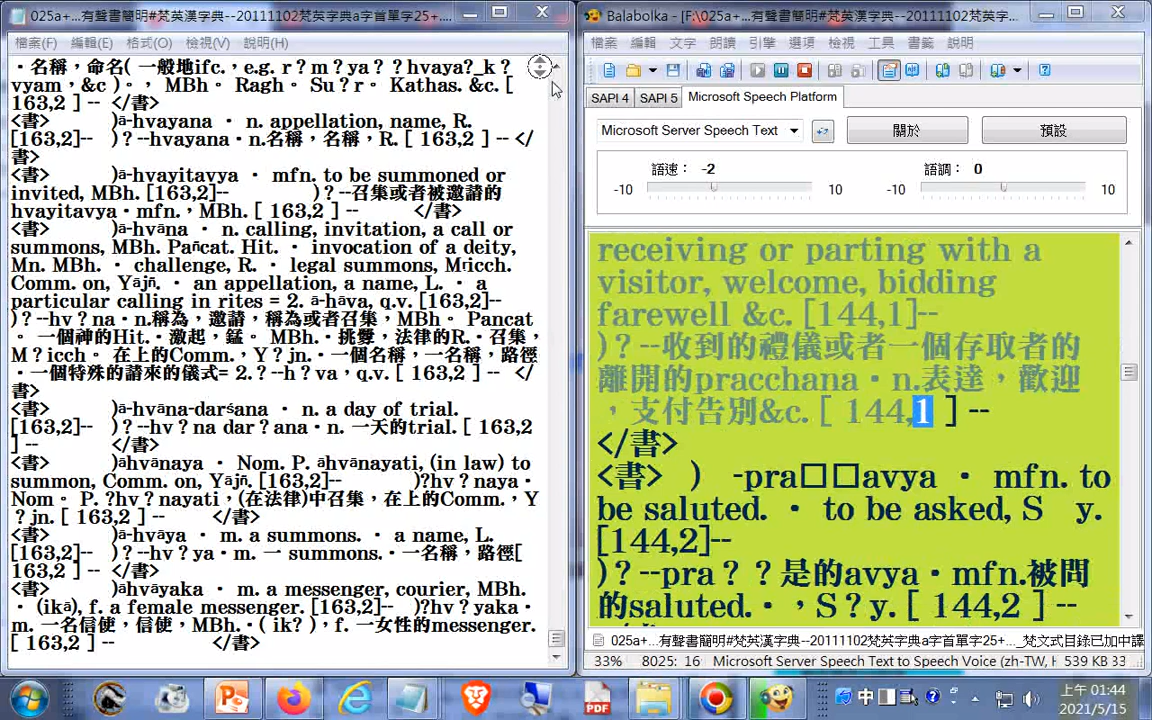 025a+...有聲書簡明#梵英漢字典--20111102梵英字典a字首單字25+...
檔案(F) 編輯(E) 格式(O) 檢視(V) 說明(H)
・名稱，命名( 一般地ifc.，e.g. r？m？ya？？hvaya?_k？
vyam，&c )。，MBh。Ragh。Su？r。Kathas. &c. [
163,2] -- </書>
<書> )ā-hvayana ・ n. appellation, name, R.
[163,2]-- )？--hvayana・n.名稱，名稱，R. [ 163,2 ] -- </
書>
<書> )ā-hvayitavya ・ mfn. to be summoned or
invited, MBh. [163,2]-- )？--召集或者被邀請的
hvayitavya・mfn.，MBh. [ 163,2 ] -- </書>
<書> )ā-hvāna ・ n. calling, invitation, a call or
summons, MBh. Pañcat. Hit. ・ invocation of a deity,
Mn. MBh. ・ challenge, R. ・ legal summons, Mṛicch.
Comm. on, Yājñ. ・ an appellation, a name, L. ・ a
particular calling in rites = 2. ā-hāva, q.v. [163,2]--
)？--hv？na・n.稱為，邀請，稱為或者召集，MBh。Pancat
。一個神的Hit.・激起，錳。 MBh.・挑釁，法律的R.・召集，
M？icch。 在上的Comm.，Y？jn.・一個名稱，一名稱，路徑
・一個特殊的請來的儀式= 2.？--h？va，q.v. [ 163,2 ] -- </
書>
<書> )ā-hvāna-darśana ・ n. a day of trial.
[163,2]-- )？--hv？na dar？ana・n. 一天的trial. [ 163,2
] -- </書>
<書> )āhvānaya ・ Nom. P. āhvānayati, (in law) to
summon, Comm. on, Yājñ. [163,2]-- )?hv？naya・
Nom。 P. ?hv？nayati，(在法律)中召集，在上的Comm.，Y
？jn. [ 163,2 ] -- </書>
<書> )ā-hvāya ・ m. a summons. ・ a name, L.
[163,2]-- )？--hv？ya・m. 一 summons.・一名稱，路徑[
163,2 ] -- </書>
<書> )āhvāyaka ・ m. a messenger, courier, MBh.
・ (ikā), f. a female messenger. [163,2]-- )?hv？yaka・
m. 一名信使，信使，MBh.・( ik？)，f. 一女性的messenger.
[ 163,2 ] -- </書>
Balabolka - [F:\025a+...有聲書簡明#梵英漢字典--20111102梵英字...
檔案 編輯 文字 朗讀 引擎 選項 檢視 工具 書籤 說明
SAPI 4 SAPI 5 Microsoft Speech Platform
Microsoft Server Speech Text 關於 預設
語速： -2 語調： 0
-10 10 -10 10
receiving or parting with a
visitor, welcome, bidding
farewell &c. [144,1]--
)？--收到的禮儀或者一個存取者的
離開的pracchana・n.表達，歡迎
，支付告別&c. [ 144,1 ] --
</書>
<書> ) -pra□□avya ・ mfn. to
be saluted. ・ to be asked, S y.
[144,2]--
)？--pra？？是的avya・mfn.被問
的saluted.・，S？y. [ 144,2 ] --
025a+...有聲書簡明#梵英漢字典--20111102梵英字典a字首單字25+..._梵文式目錄已加中譯
33% 8025: 16 Microsoft Server Speech Text to Speech Voice (zh-TW, H 539 KB 33
中
上午 01:44
2021/5/15